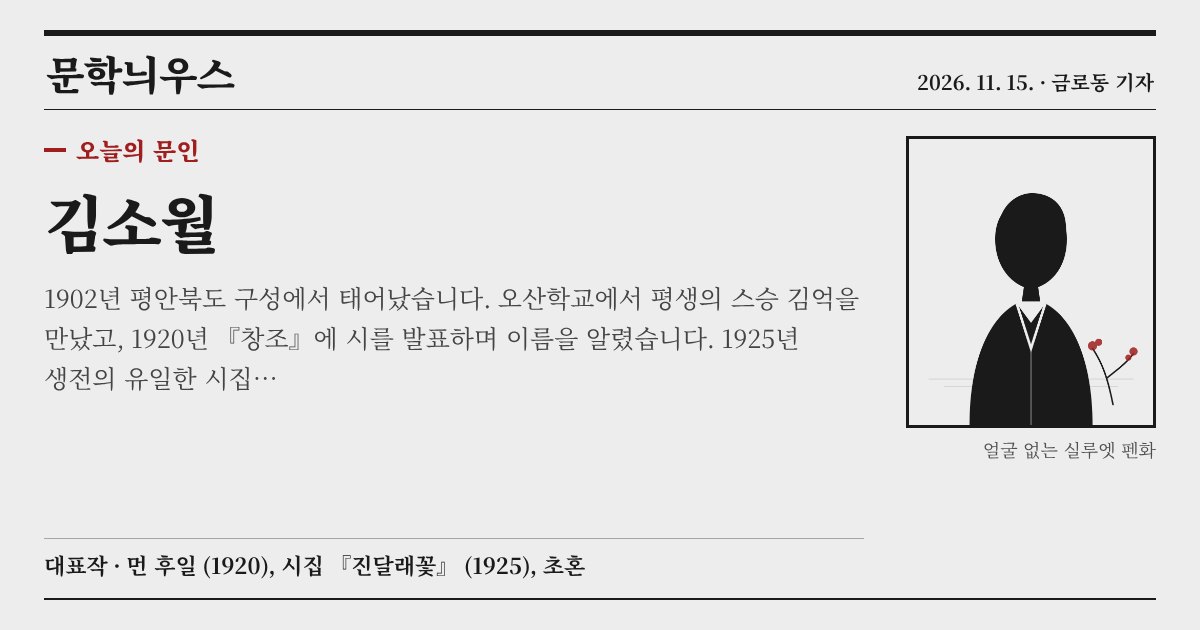 문학늬우스
2026. 11. 15. · 금로동 기자
오늘의 문인
김소월
1902년 평안북도 구성에서 태어났습니다. 오산학교에서 평생의 스승 김억을
만났고, 1920년 『창조』에 시를 발표하며 이름을 알렸습니다. 1925년
생전의 유일한 시집…
얼굴 없는 실루엣 펜화
대표작 · 먼 후일 (1920), 시집 『진달래꽃』 (1925), 초혼